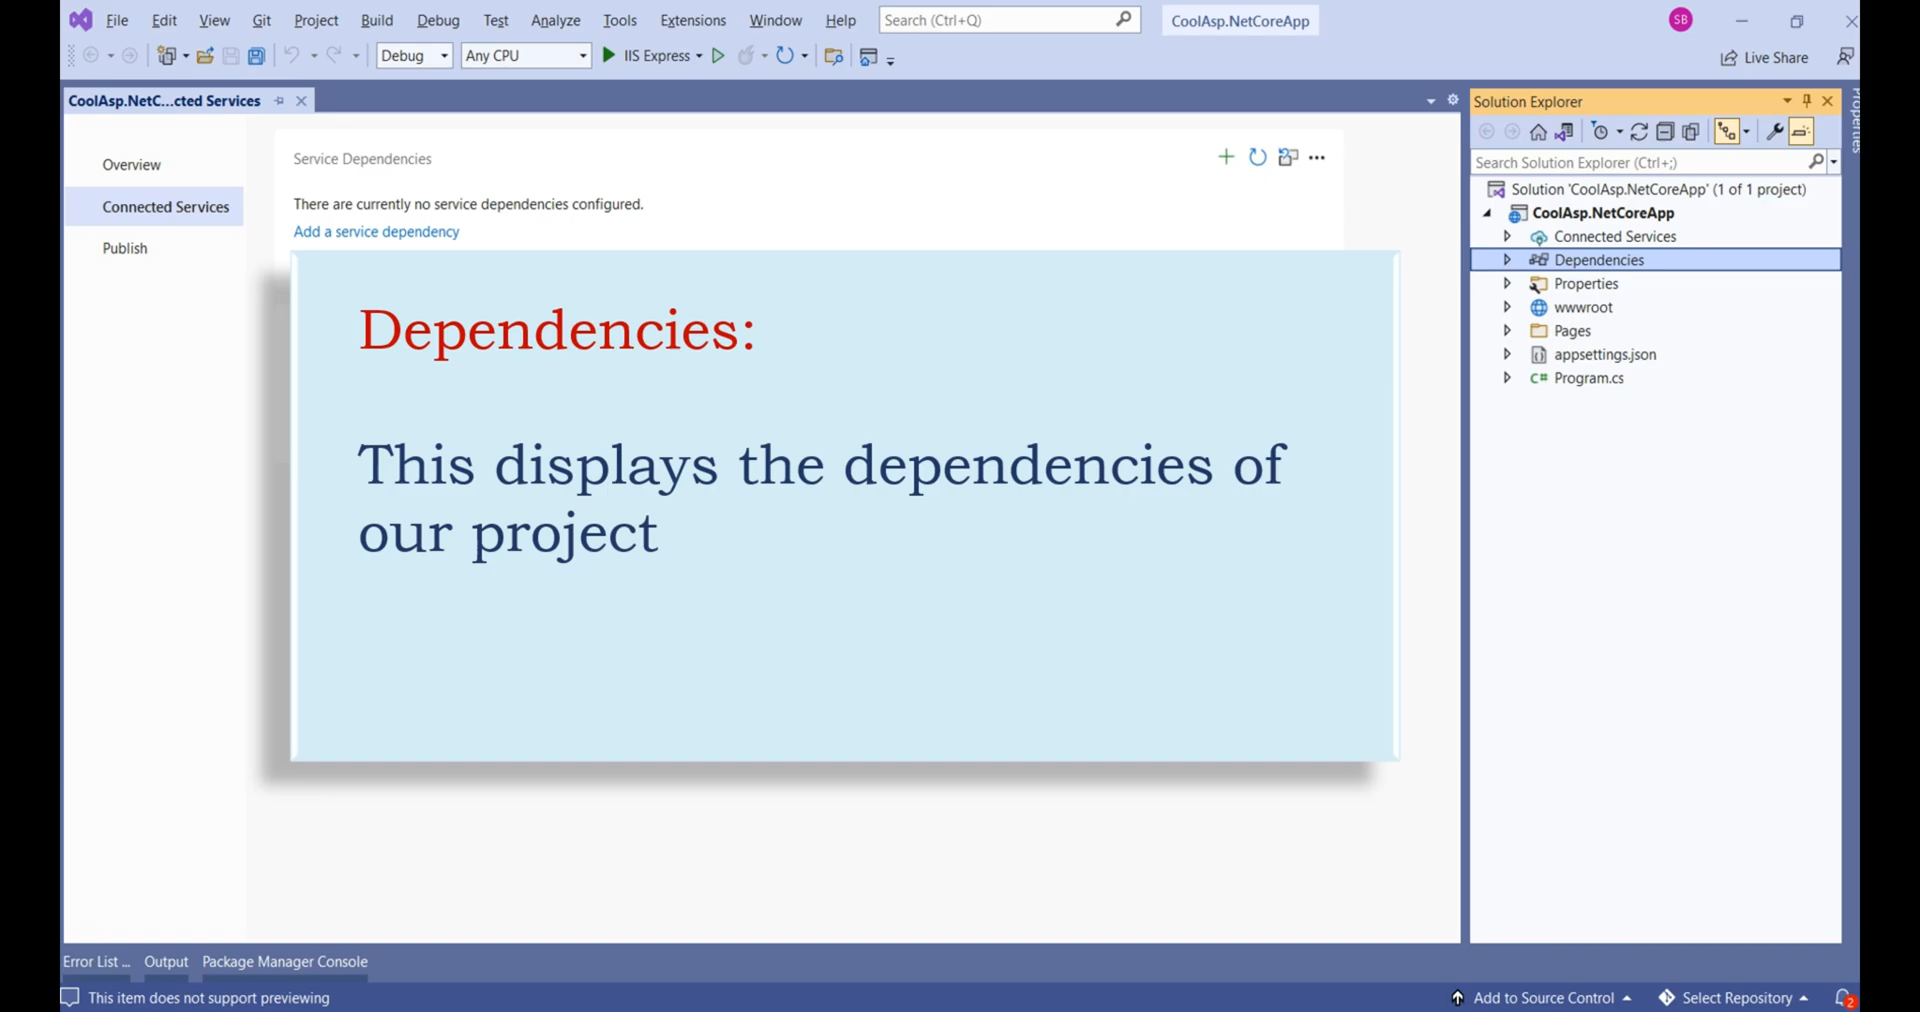 File Edit View Git Project Build Debug Test Analyze Tools Extensions Window Help Search (Ctrl+Q) CoolAsp.NetCoreApp SB
Debug Any CPU IIS Express Live Share
CoolAsp.NetC...cted Services
Solution Explorer
Properties
Overview
Connected Services
Publish
Service Dependencies
There are currently no service dependencies configured.
Add a service dependency
Dependencies:
This displays the dependencies of
our project
Search Solution Explorer (Ctrl+;)
Solution 'CoolAsp.NetCoreApp' (1 of 1 project)
CoolAsp.NetCoreApp
Connected Services
Dependencies
Properties
wwwroot
Pages
appsettings.json
C# Program.cs
Error List ... Output Package Manager Console
This item does not support previewing Add to Source Control Select Repository 2